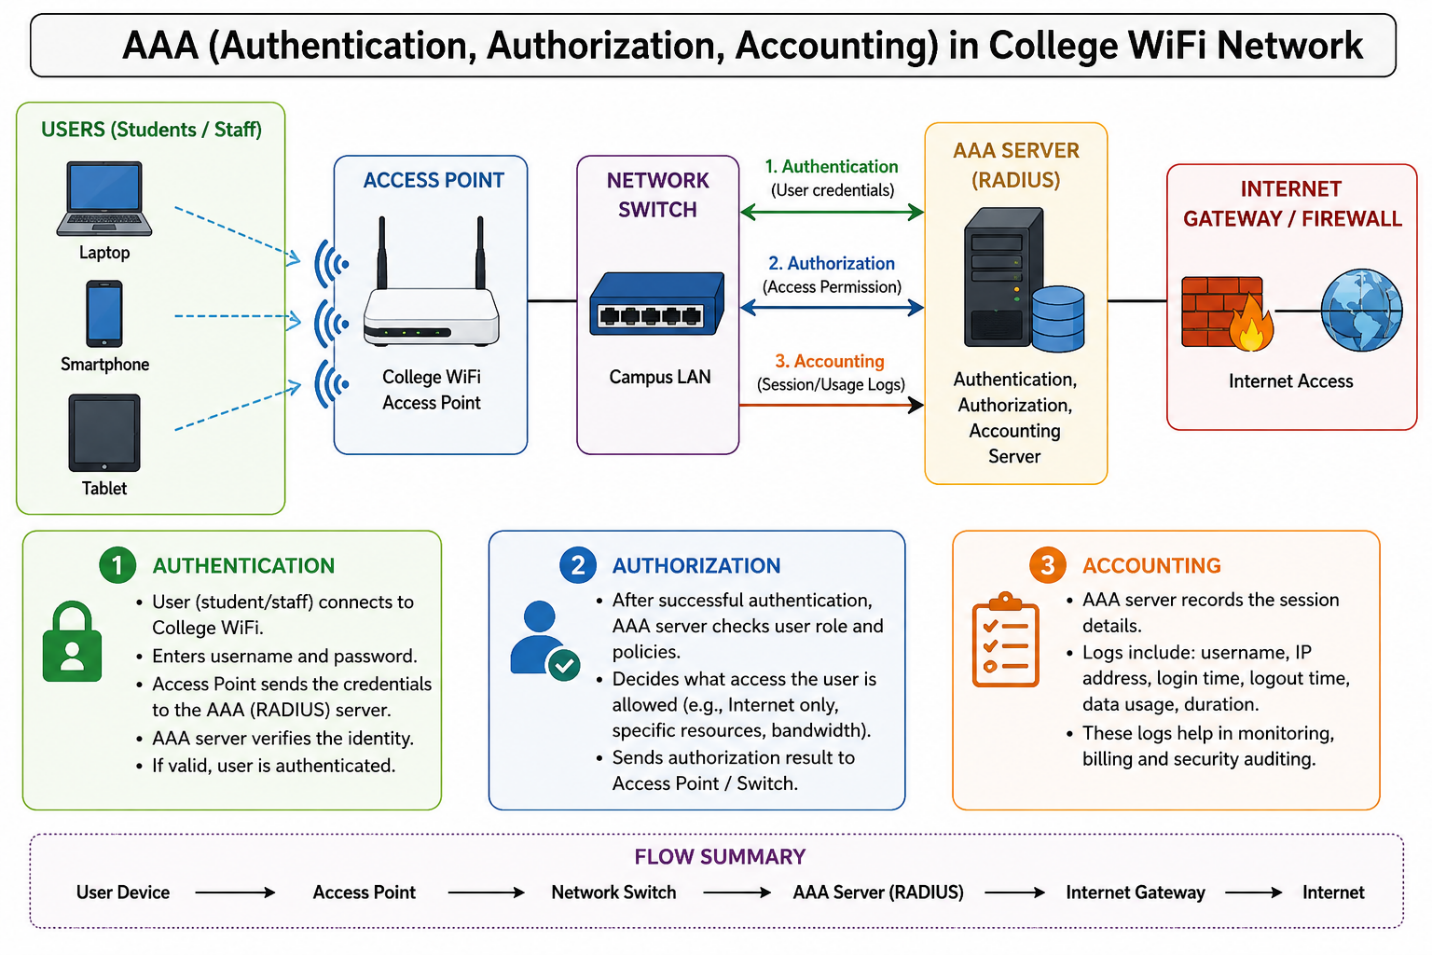 AAA (Authentication, Authorization, Accounting) in College WiFi Network
USERS (Students / Staff)
Laptop
Smartphone
Tablet
ACCESS POINT
College WiFi
Access Point
NETWORK
SWITCH
Campus LAN
1. Authentication
(User credentials)
2. Authorization
(Access Permission)
3. Accounting
(Session/Usage Logs)
AAA SERVER
(RADIUS)
Authentication,
Authorization,
Accounting
Server
INTERNET
GATEWAY / FIREWALL
Internet Access
1 AUTHENTICATION
• User (student/staff) connects to
College WiFi.
• Enters username and password.
• Access Point sends the credentials
to the AAA (RADIUS) server.
• AAA server verifies the identity.
• If valid, user is authenticated.
2 AUTHORIZATION
• After successful authentication,
AAA server checks user role and
policies.
• Decides what access the user is
allowed (e.g., Internet only,
specific resources, bandwidth).
• Sends authorization result to
Access Point / Switch.
3 ACCOUNTING
• AAA server records the session
details.
• Logs include: username, IP
address, login time, logout time,
data usage, duration.
• These logs help in monitoring,
billing and security auditing.
FLOW SUMMARY
User Device → Access Point → Network Switch → AAA Server (RADIUS) → Internet Gateway → Internet